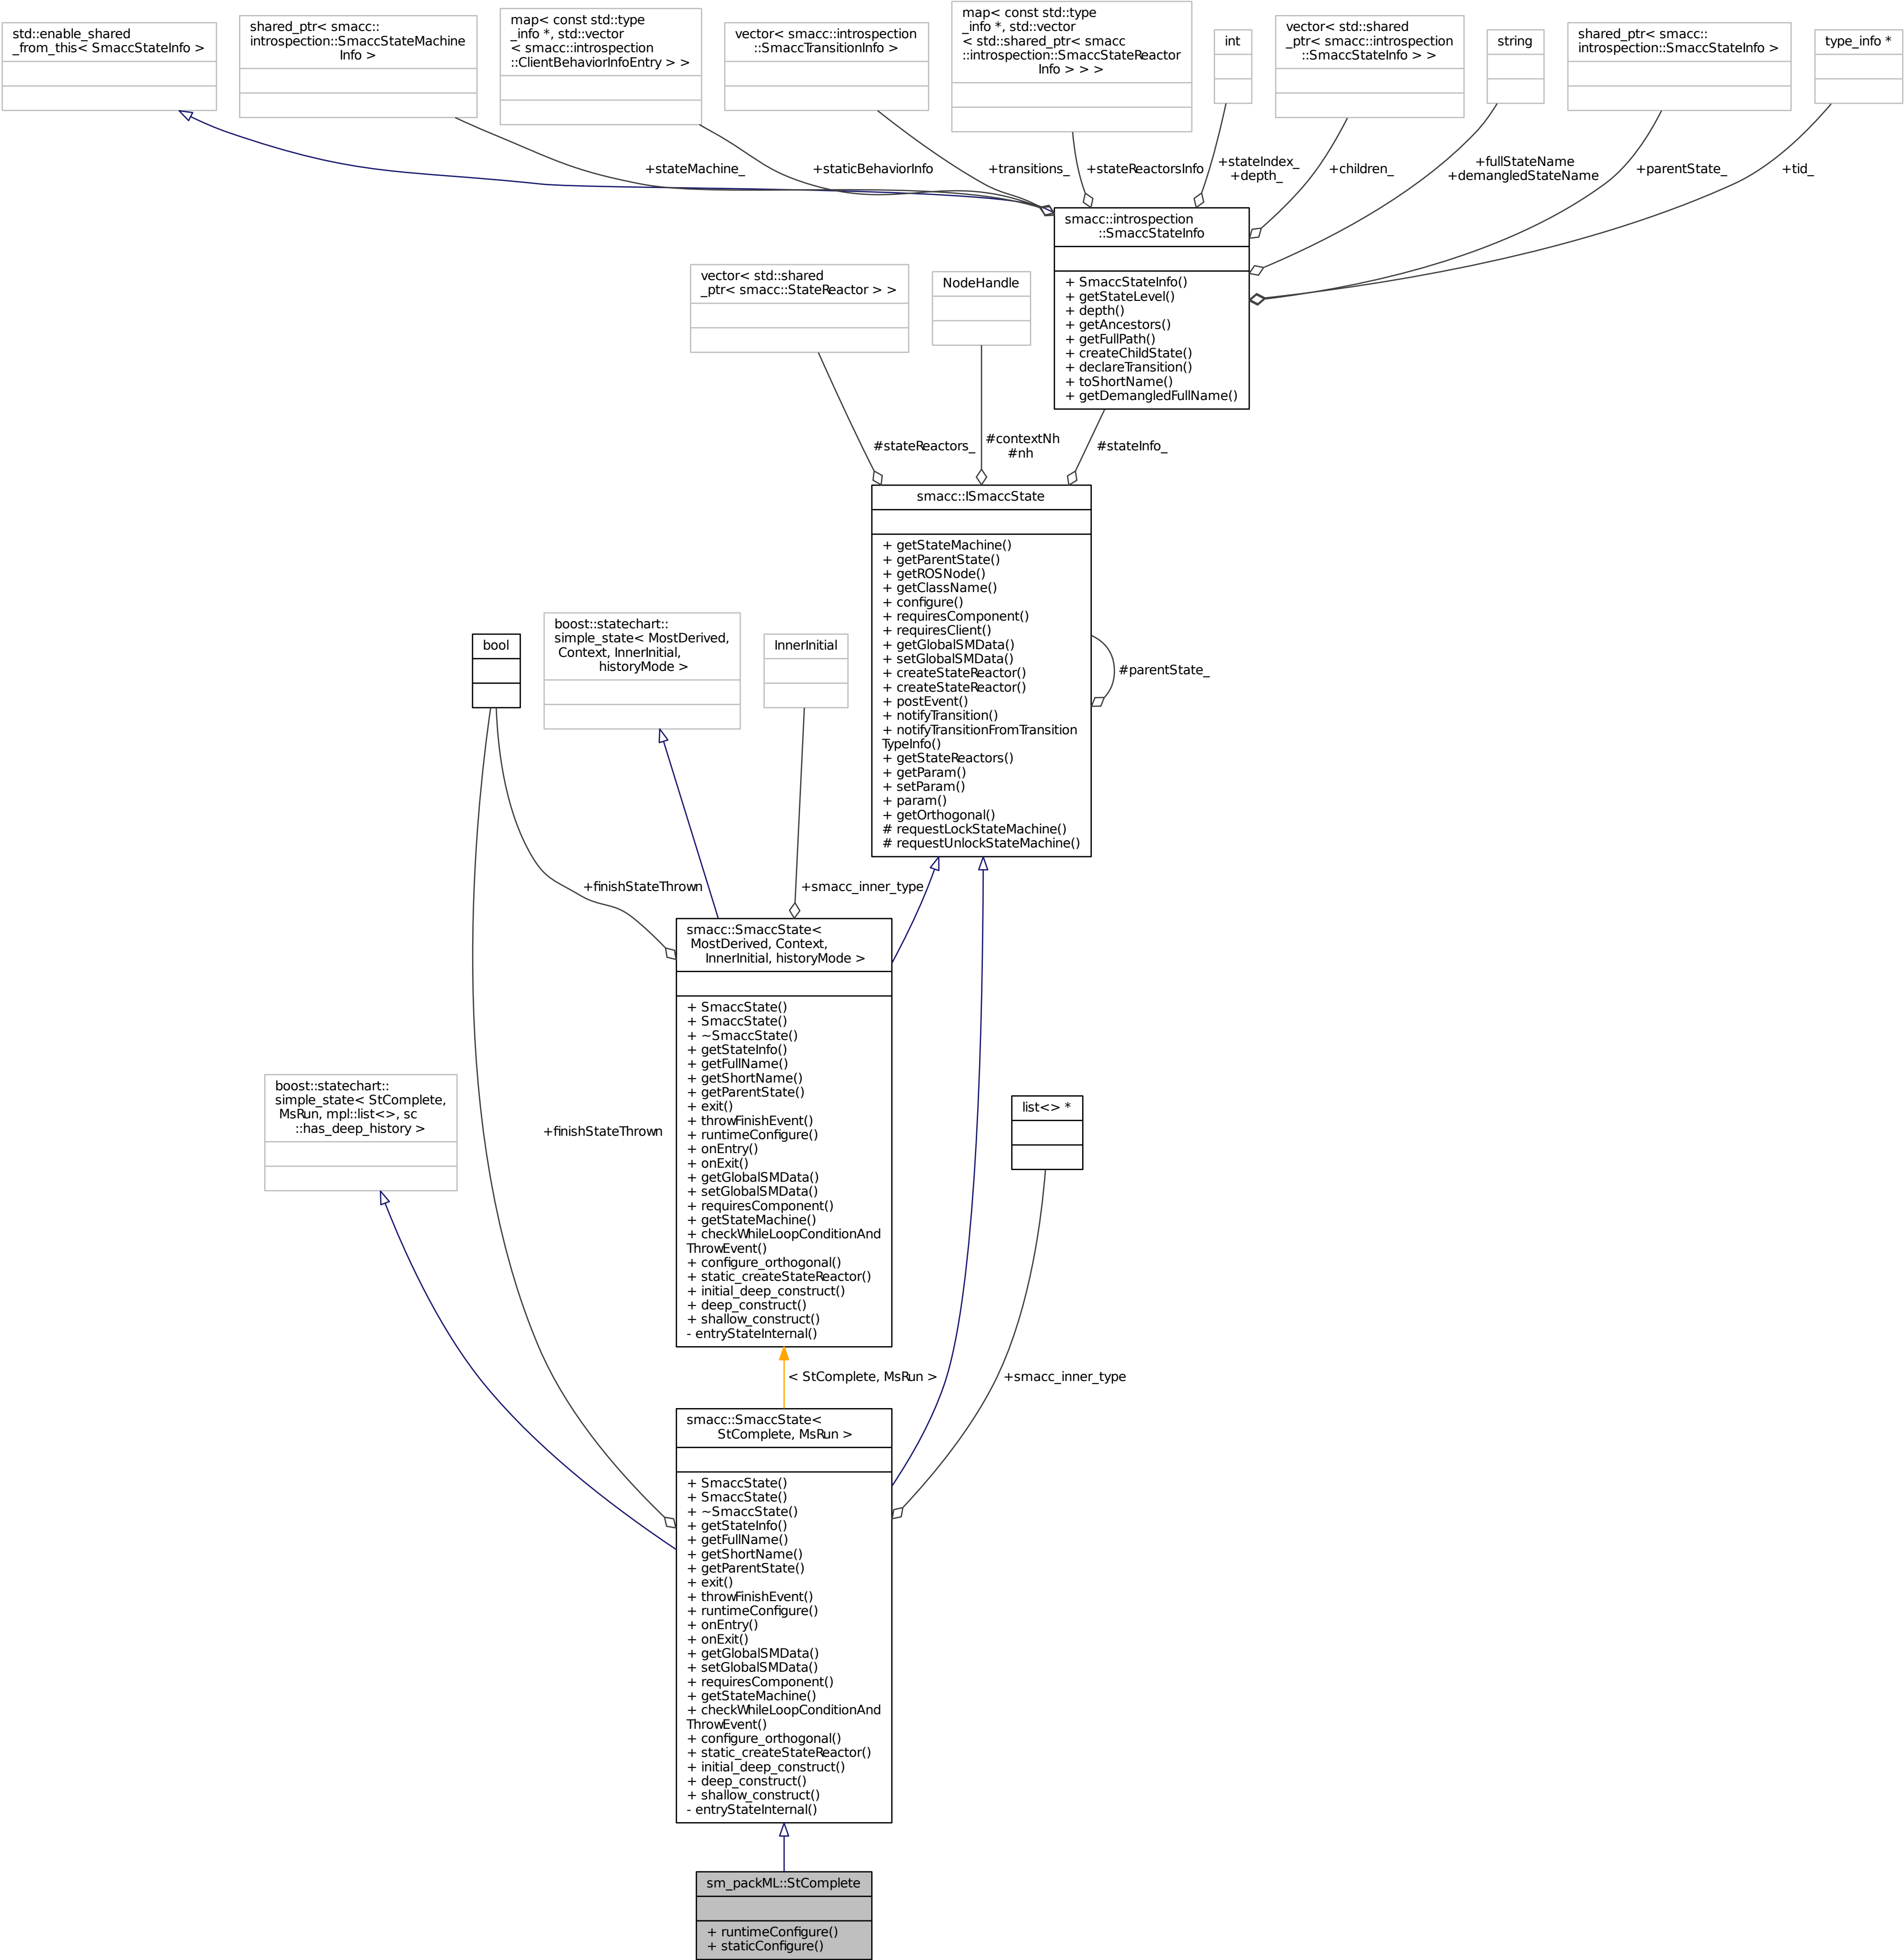 std::enable_shared
_from_this< SmaccStateInfo >
shared_ptr< smacc::
introspection::SmaccStateMachine
Info >
map< const std::type
_info *, std::vector
< smacc::introspection
::ClientBehaviorInfoEntry > >
vector< smacc::introspection
::SmaccTransitionInfo >
map< const std::type
_info *, std::vector
< std::shared_ptr< smacc
::introspection::SmaccStateReactor
Info > > >
int
vector< std::shared
_ptr< smacc::introspection
::SmaccStateInfo > >
string
shared_ptr< smacc::
introspection::SmaccStateInfo >
type_info *
+stateMachine_
+staticBehaviorInfo
+transitions_
+stateReactorsInfo
+stateIndex_
+depth_
+children_
+fullStateName
+demangledStateName
+parentState_
+tid_
smacc::introspection
::SmaccStateInfo
+ SmaccStateInfo()
+ getStateLevel()
+ depth()
+ getAncestors()
+ getFullPath()
+ createChildState()
+ declareTransition()
+ toShortName()
+ getDemangledFullName()
vector< std::shared
_ptr< smacc::StateReactor > >
NodeHandle
#stateReactors_
#contextNh
#nh
#stateInfo_
smacc::ISmaccState
+ getStateMachine()
+ getParentState()
+ getROSNode()
+ getClassName()
+ configure()
+ requiresComponent()
+ requiresClient()
+ getGlobalSMData()
+ setGlobalSMData()
+ createStateReactor()
+ createStateReactor()
+ postEvent()
+ notifyTransition()
+ notifyTransitionFromTransition
TypeInfo()
+ getStateReactors()
+ getParam()
+ setParam()
+ param()
+ getOrthogonal()
# requestLockStateMachine()
# requestUnlockStateMachine()
#parentState_
bool
boost::statechart::
simple_state< MostDerived,
Context, InnerInitial,
historyMode >
InnerInitial
+finishStateThrown
+smacc_inner_type
smacc::SmaccState<
MostDerived, Context,
InnerInitial, historyMode >
+ SmaccState()
+ SmaccState()
+ ~SmaccState()
+ getStateInfo()
+ getFullName()
+ getShortName()
+ getParentState()
+ exit()
+ throwFinishEvent()
+ runtimeConfigure()
+ onEntry()
+ onExit()
+ getGlobalSMData()
+ setGlobalSMData()
+ requiresComponent()
+ getStateMachine()
+ checkWhileLoopConditionAnd
ThrowEvent()
+ configure_orthogonal()
+ static_createStateReactor()
+ initial_deep_construct()
+ deep_construct()
+ shallow_construct()
- entryStateInternal()
boost::statechart::
simple_state< StComplete,
MsRun, mpl::list<>, sc
::has_deep_history >
+finishStateThrown
list<> *
< StComplete, MsRun >
+smacc_inner_type
smacc::SmaccState<
StComplete, MsRun >
+ SmaccState()
+ SmaccState()
+ ~SmaccState()
+ getStateInfo()
+ getFullName()
+ getShortName()
+ getParentState()
+ exit()
+ throwFinishEvent()
+ runtimeConfigure()
+ onEntry()
+ onExit()
+ getGlobalSMData()
+ setGlobalSMData()
+ requiresComponent()
+ getStateMachine()
+ checkWhileLoopConditionAnd
ThrowEvent()
+ configure_orthogonal()
+ static_createStateReactor()
+ initial_deep_construct()
+ deep_construct()
+ shallow_construct()
- entryStateInternal()
sm_packML::StComplete
+ runtimeConfigure()
+ staticConfigure()